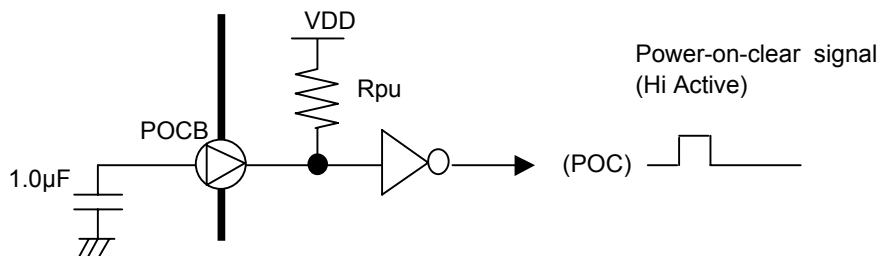 VDD
Power-on-clear signal
(Hi Active)
Rpu
POCB
(POC)
1.0µF